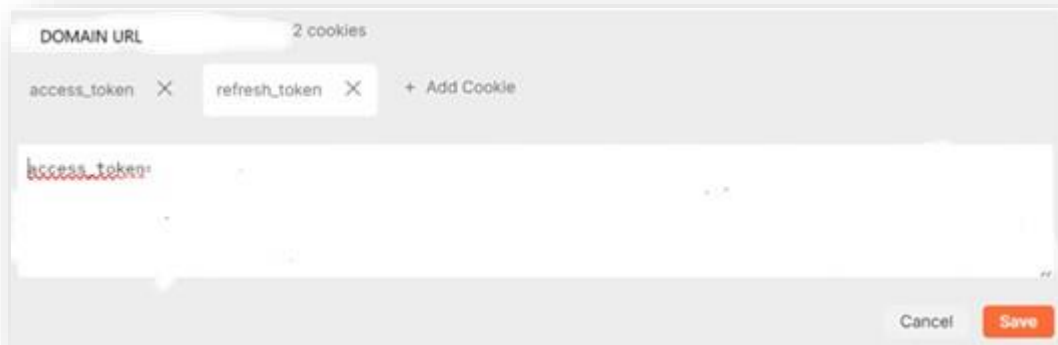 DOMAIN URL 2 cookies
access_token × refresh_token × + Add Cookie
access_token=
Cancel Save